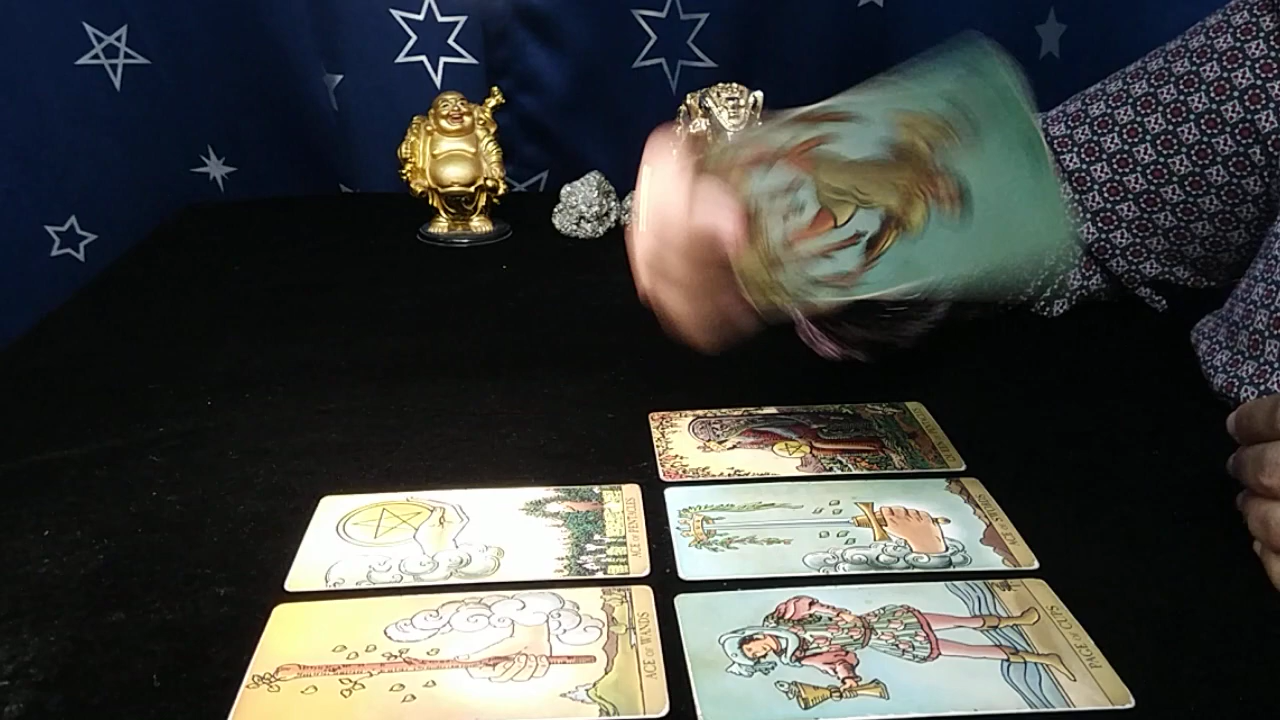 ACE of PENTACLES
ACE of SWORDS
ACE of WANDS
PAGE of CUPS